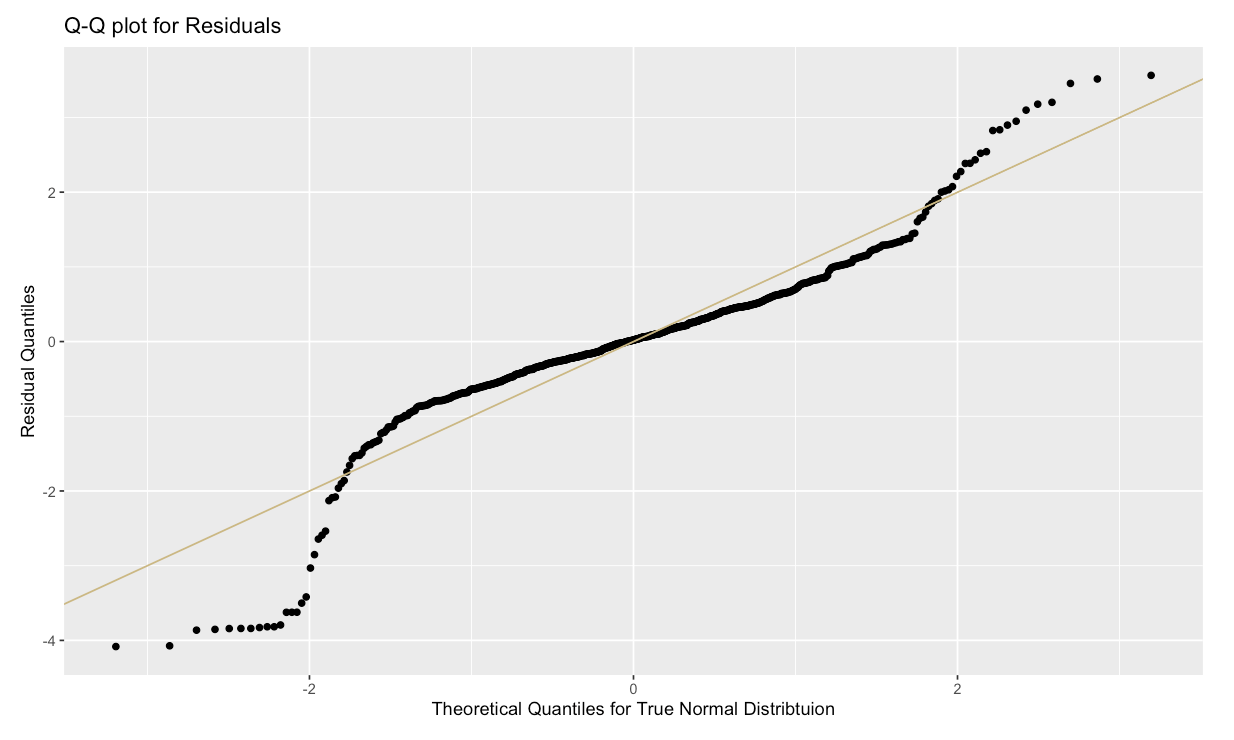 Q-Q plot for Residuals
Residual Quantiles
2
0
-2
-4
-2
0
2
Theoretical Quantiles for True Normal Distribtuion